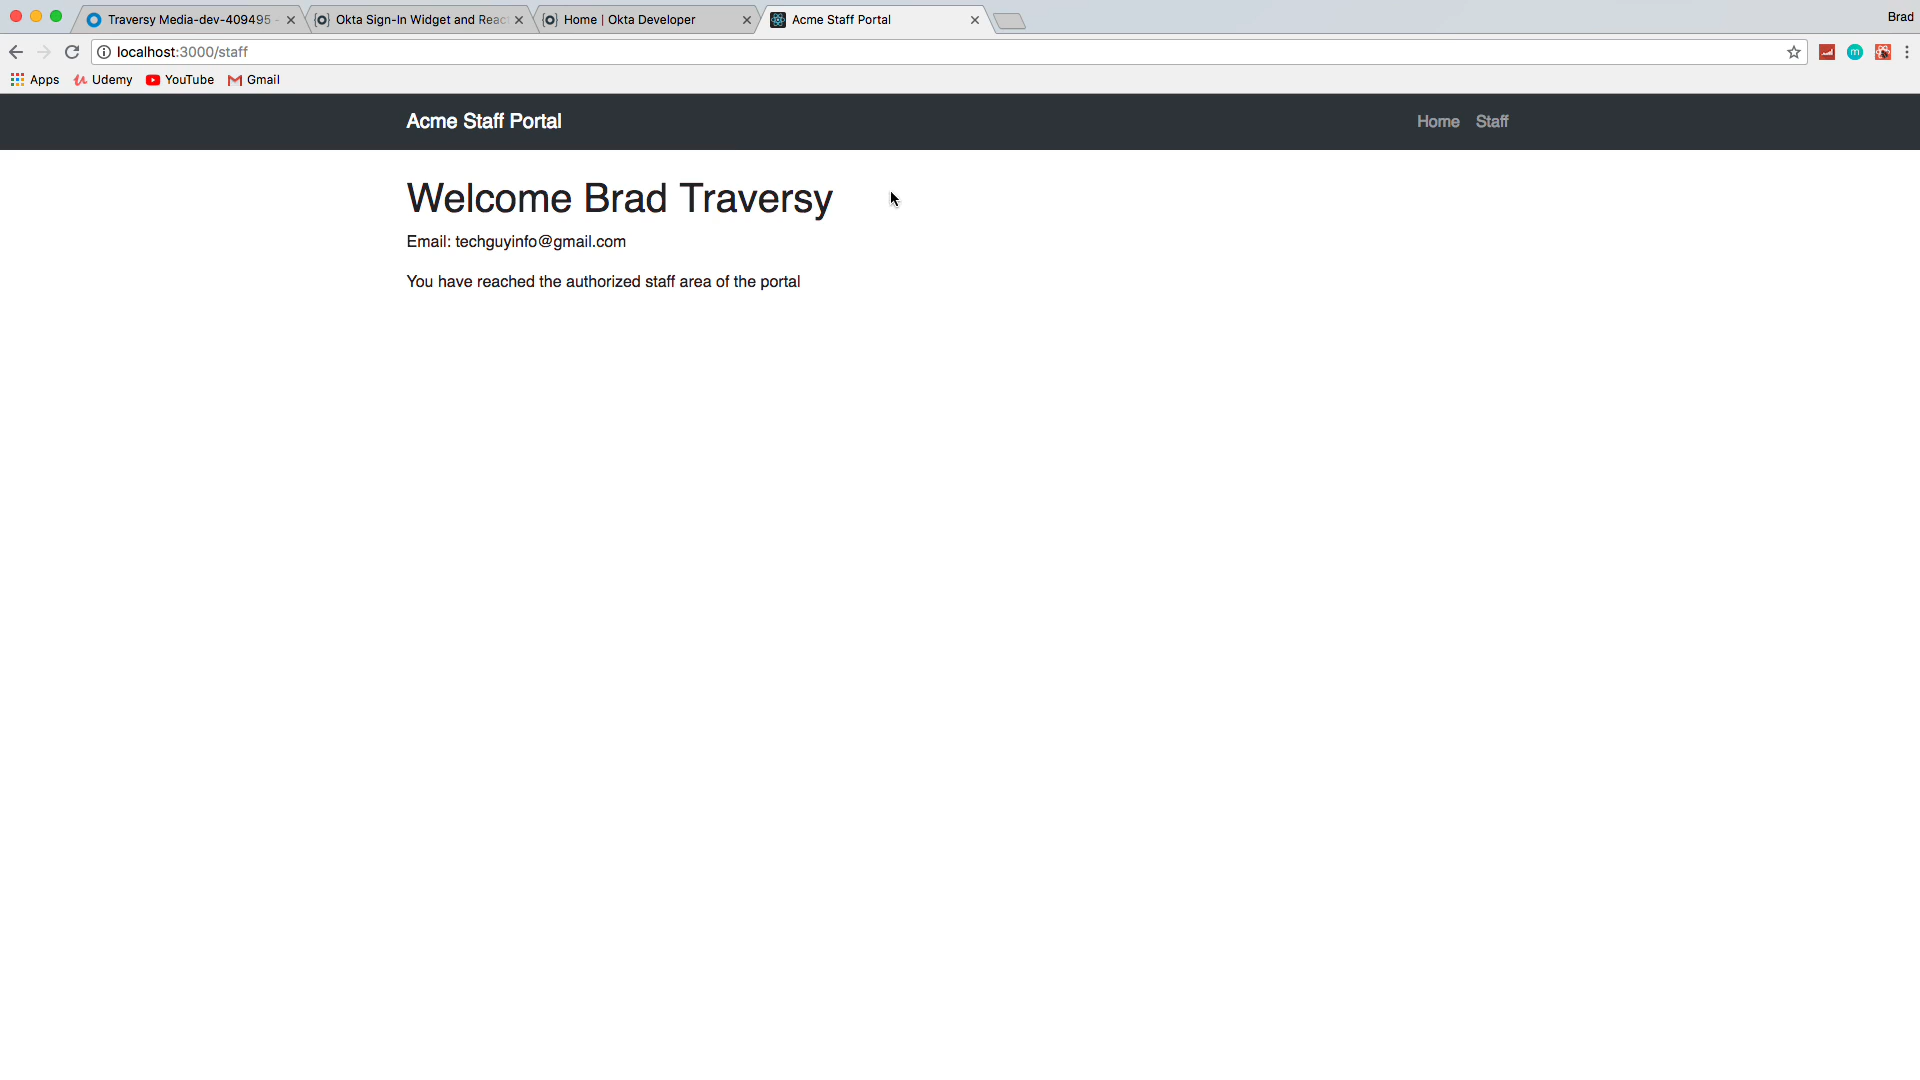 Traversy Media-dev-409495 -
Okta Sign-In Widget and Reac
Home | Okta Developer
Acme Staff Portal
Brad
localhost:3000/staff
Apps
Udemy
YouTube
Gmail
Acme Staff Portal
Home
Staff
Welcome Brad Traversy
Email: techguyinfo@gmail.com
You have reached the authorized staff area of the portal